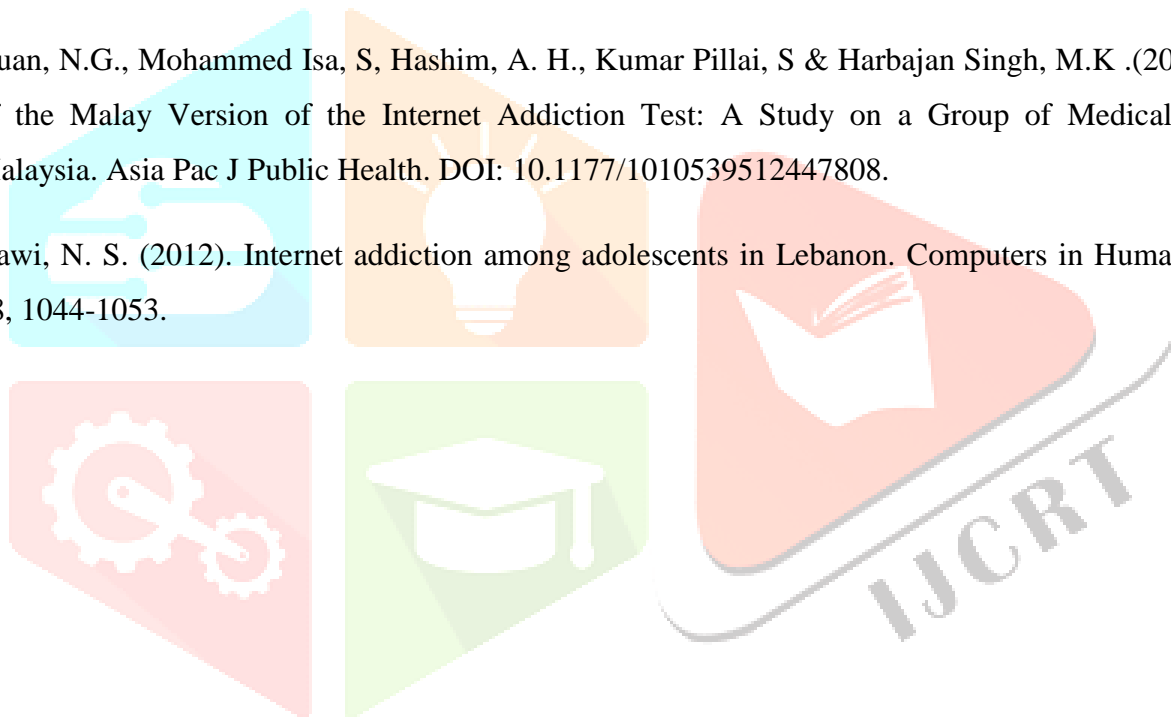 uan, N.G., Mohammed Isa, S, Hashim, A. H., Kumar Pillai, S & Harbajan Singh, M.K .(20
the Malay Version of the Internet Addiction Test: A Study on a Group of Medical
alaysia. Asia Pac J Public Health. DOI: 10.1177/1010539512447808.
awi, N. S. (2012). Internet addiction among adolescents in Lebanon. Computers in Huma
, 1044-1053.
IJCRT